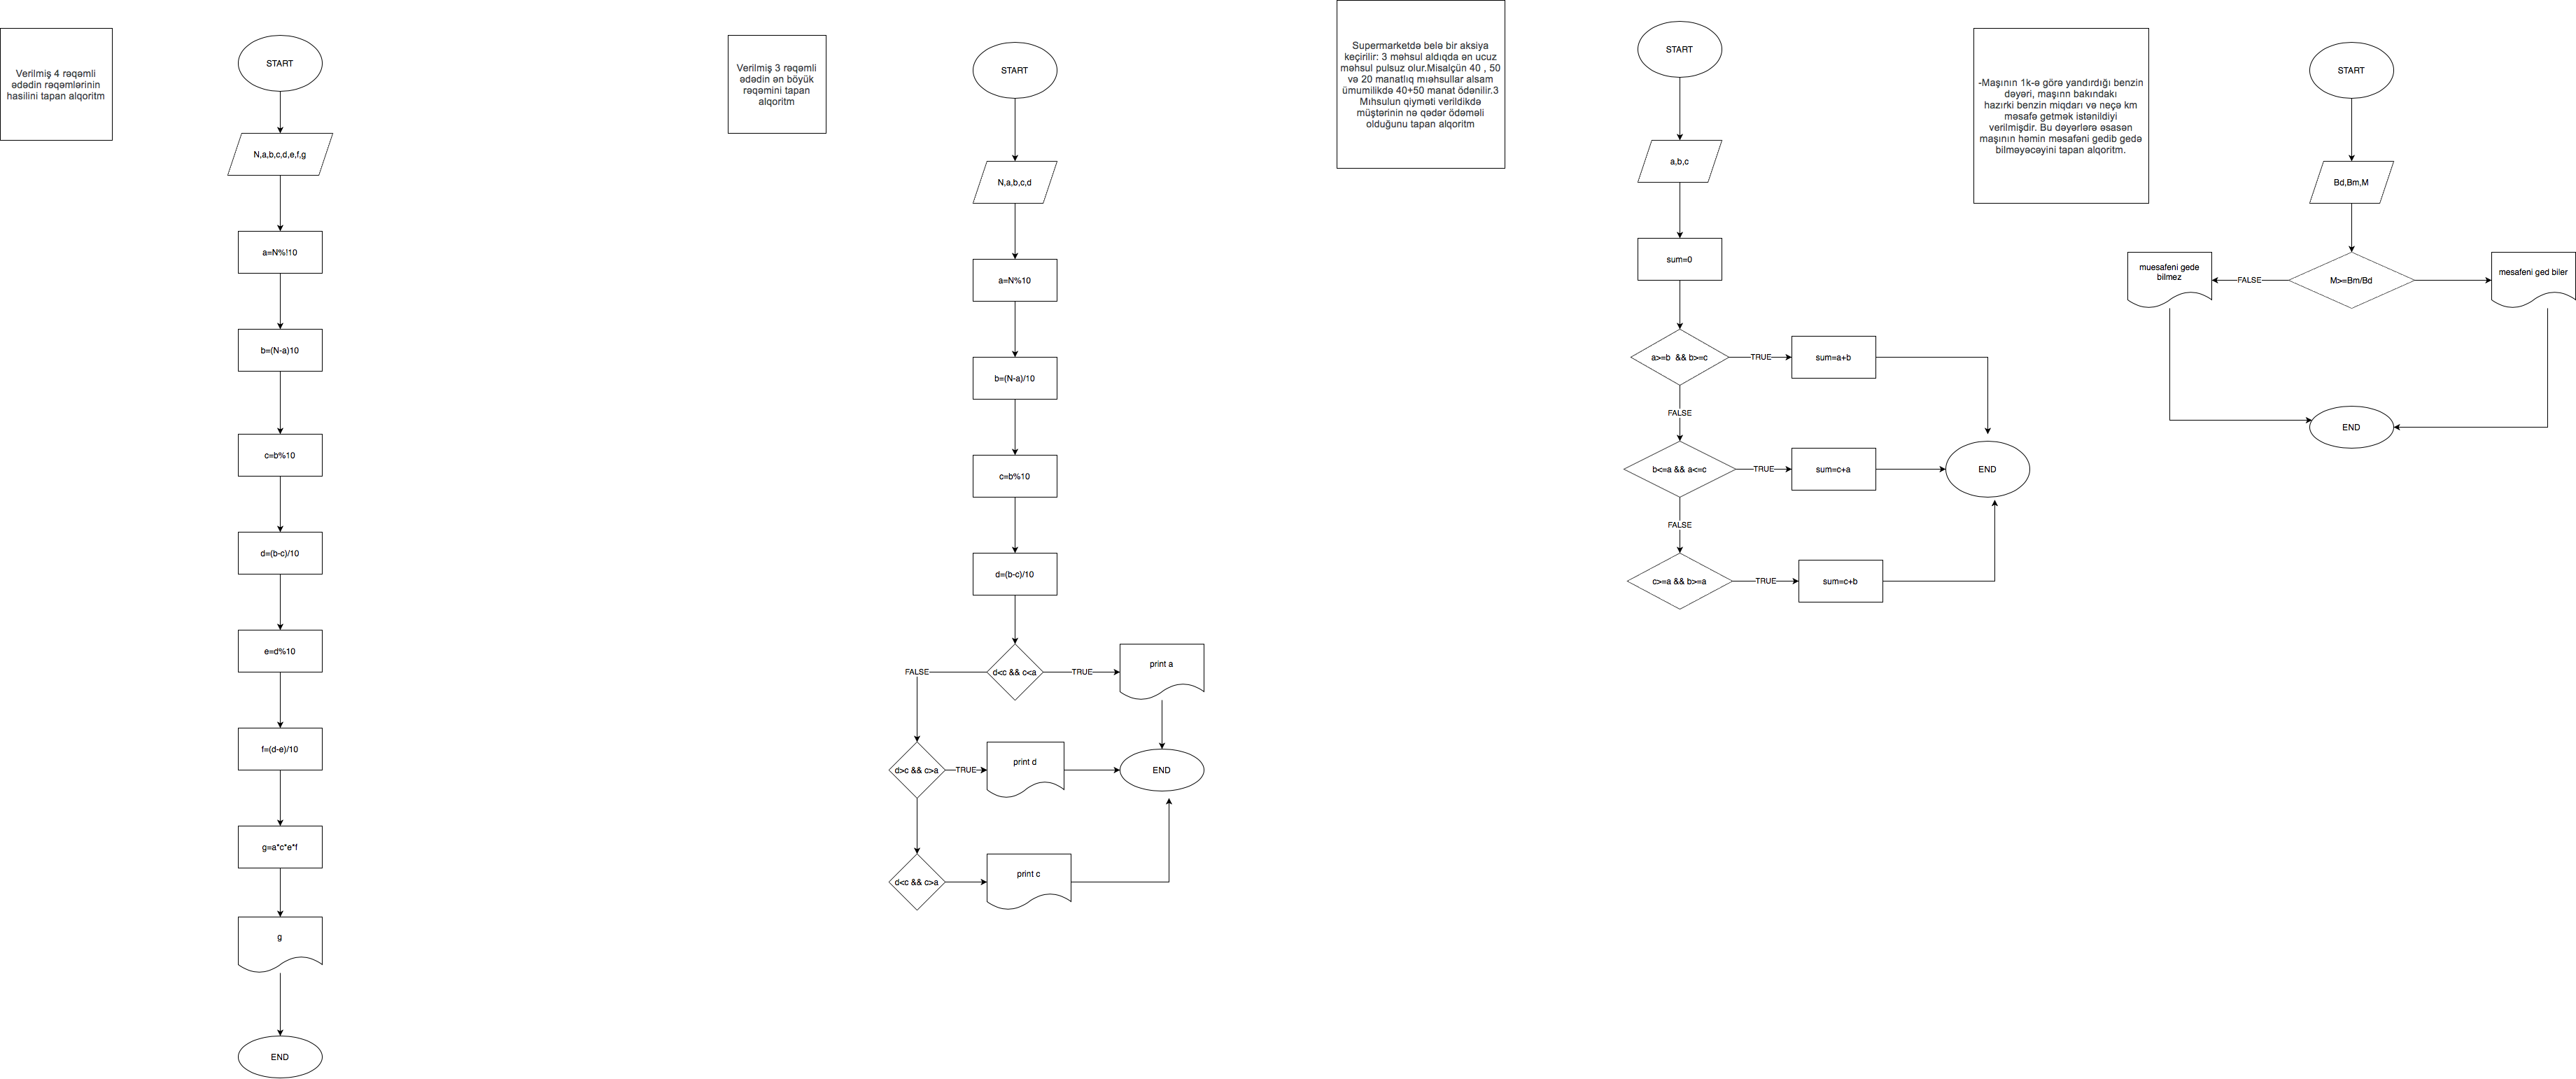 Verilmiş 4 rəqəmli
ədədin rəqəmlərinin
hasilini tapan alqoritm
START
N,a,b,c,d,e,f,g
a=N%!10
b=(N-a)10
c=b%10
d=(b-c)/10
e=d%10
f=(d-e)/10
g=a*c*e*f
g
END
Verilmiş 3 rəqəmli
ədədin ən böyük
rəqəmini tapan
alqoritm
START
N,a,b,c,d
a=N%10
b=(N-a)/10
c=b%10
d=(b-c)/10
d<c && c<a
FALSE
TRUE
print a
d>c && c>a
TRUE
print d
END
d<c && c>a
print c
Supermarketdə belə bir aksiya
keçirilir: 3 məhsul aldıqda ən ucuz
məhsul pulsuz olur.Misalçün 40 , 50
və 20 manatlıq mıəhsullar alsam
ümumilikdə 40+50 manat ödənilir.3
Mıhsulun qiyməti verildikdə
müştərinin nə qədər ödəməli
olduğunu tapan alqoritm
START
a,b,c
sum=0
a>=b && b>=c
TRUE
sum=a+b
FALSE
b<=a && a<=c
TRUE
sum=c+a
END
FALSE
c>=a && b>=a
TRUE
sum=c+b
-Maşının 1k-ə görə yandırdığı benzin
dəyəri, maşınn bakındakı
hazırki benzin miqdarı və neçə km
məsafə getmək istənildiyi
verilmişdir. Bu dəyərlərə əsasən
maşının həmin məsafəni gedib gedə
bilməyəcəyini tapan alqoritm.
START
Bd,Bm,M
muesafeni gede
bilmez
FALSE
M>=Bm/Bd
mesafeni ged biler
END